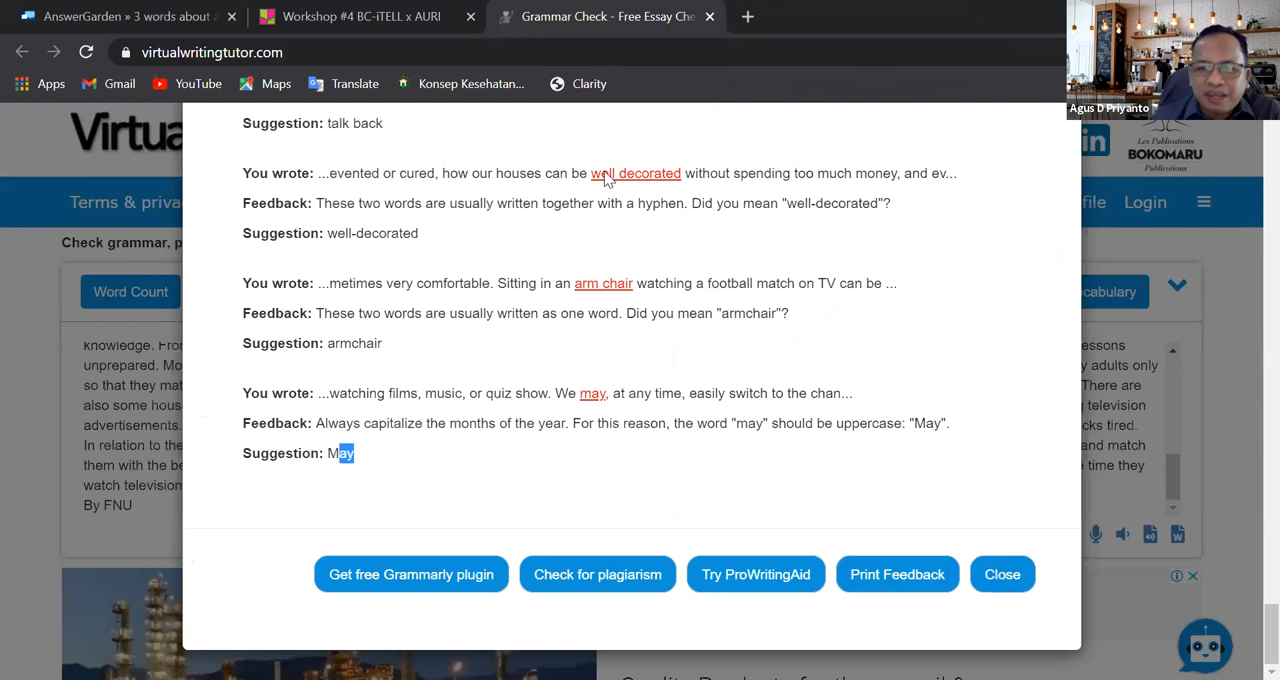 AnswerGarden » 3 words about a
Workshop #4 BC-iTELL x AURI
Grammar Check - Free Essay Che
virtualwritingtutor.com
Apps Gmail YouTube Maps Translate Konsep Kesehatan... Clarity
Agus D Priyanto
Virtua
Suggestion: talk back
in
Les Publications
BOKOMARU
Publications
You wrote: ...evented or cured, how our houses can be well decorated without spending too much money, and ev...
Terms & priva
file Login
Feedback: These two words are usually written together with a hyphen. Did you mean "well-decorated"?
Suggestion: well-decorated
Check grammar, p
You wrote: ...metimes very comfortable. Sitting in an arm chair watching a football match on TV can be ...
Word Count
cabulary
Feedback: These two words are usually written as one word. Did you mean "armchair"?
Suggestion: armchair
knowledge. Fro
unprepared. Mo
so that they mat
also some hous
advertisements.
In relation to the
them with the be
watch television
By FNU
essons
y adults only
There are
g television
cks tired.
and match
e time they
You wrote: ...watching films, music, or quiz show. We may, at any time, easily switch to the chan...
Feedback: Always capitalize the months of the year. For this reason, the word "may" should be uppercase: "May".
Suggestion: May
Get free Grammarly plugin Check for plagiarism Try ProWritingAid Print Feedback Close